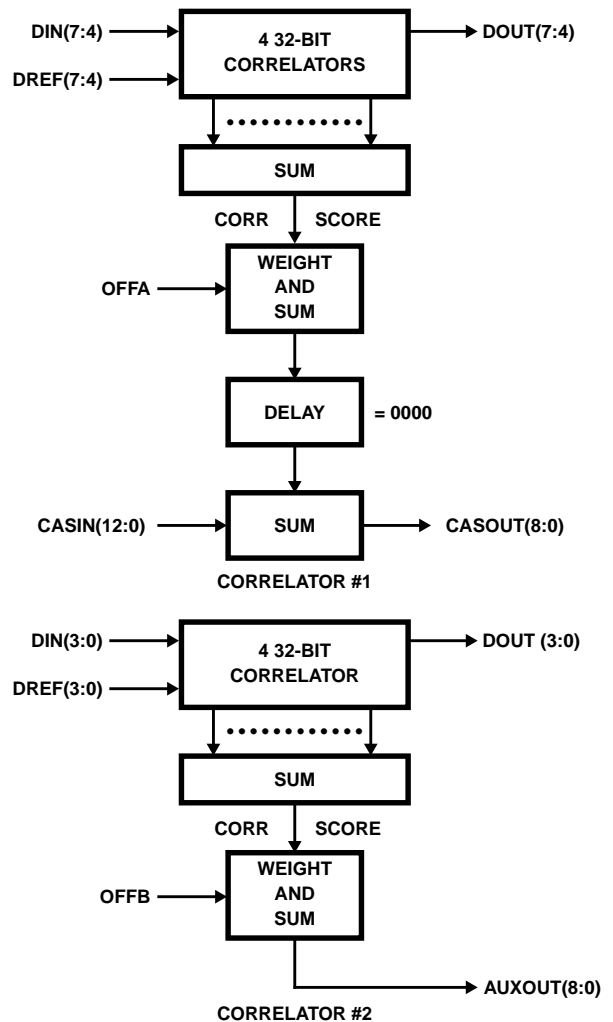 DIN(7:4)
DREF(7:4)
4 32-BIT
CORRELATORS
DOUT(7:4)
SUM
CORR SCORE
OFFA
WEIGHT
AND
SUM
DELAY
= 0000
CASIN(12:0)
SUM
CASOUT(8:0)
CORRELATOR #1
DIN(3:0)
DREF(3:0)
4 32-BIT
CORRELATOR
DOUT (3:0)
SUM
CORR SCORE
OFFB
WEIGHT
AND
SUM
AUXOUT(8:0)
CORRELATOR #2